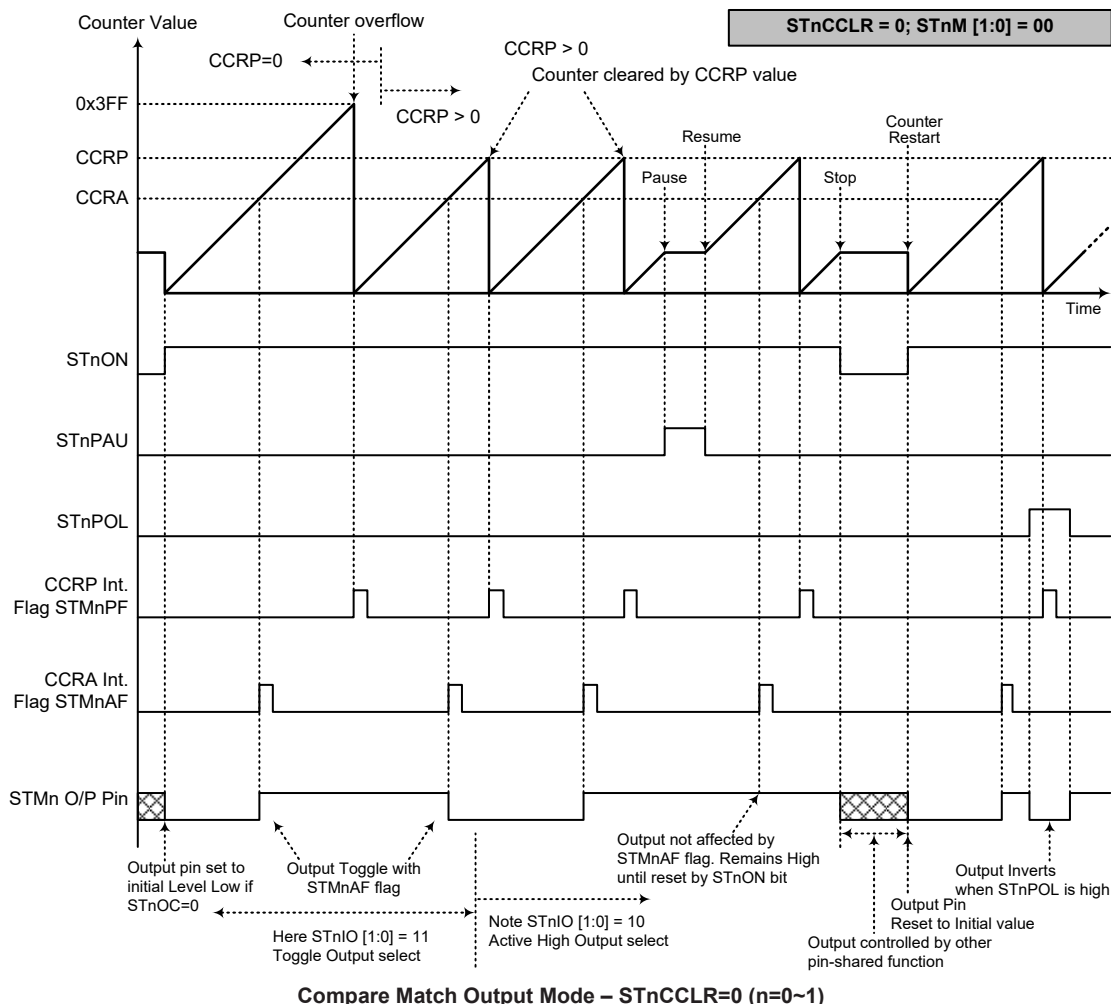 Counter Value
Counter overflow
STnCCLR = 0; STnM [1:0] = 00
CCRP=0
CCRP > 0
CCRP > 0
Counter cleared by CCRP value
0x3FF
CCRP
CCRA
Pause
Resume
Stop
Counter
Restart
Time
STnON
STnPAU
STnPOL
CCRP Int.
Flag STMnPF
CCRA Int.
Flag STMnAF
STMn O/P Pin
Output pin set to
initial Level Low if
STnOC=0
Output Toggle with
STMnAF flag
Here STnIO [1:0] = 11
Toggle Output select
Note STnIO [1:0] = 10
Active High Output select
Output not affected by
STMnAF flag. Remains High
until reset by STnON bit
Output controlled by other
pin-shared function
Output Pin
Reset to Initial value
Output Inverts
when STnPOL is high
Compare Match Output Mode – STnCCLR=0 (n=0~1)